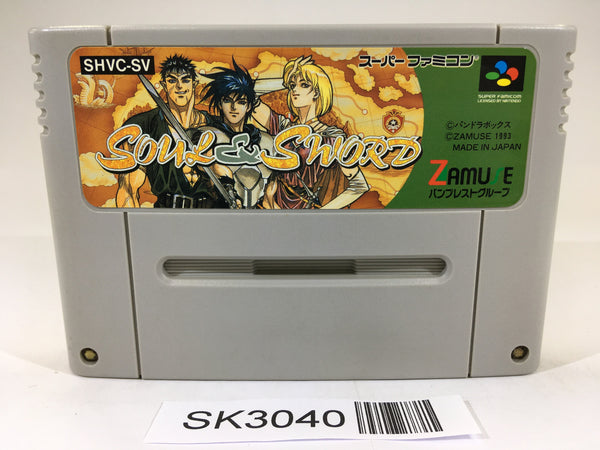 SHVC-SV
スーパーファミコン
SUPER FAMICOM
LICENSED BY NINTENDO
SOUL & SWORD
©パンドラボックス
©ZAMUSE 1993
MADE IN JAPAN
ZAMUSE
バンプレストグループ
SK3040